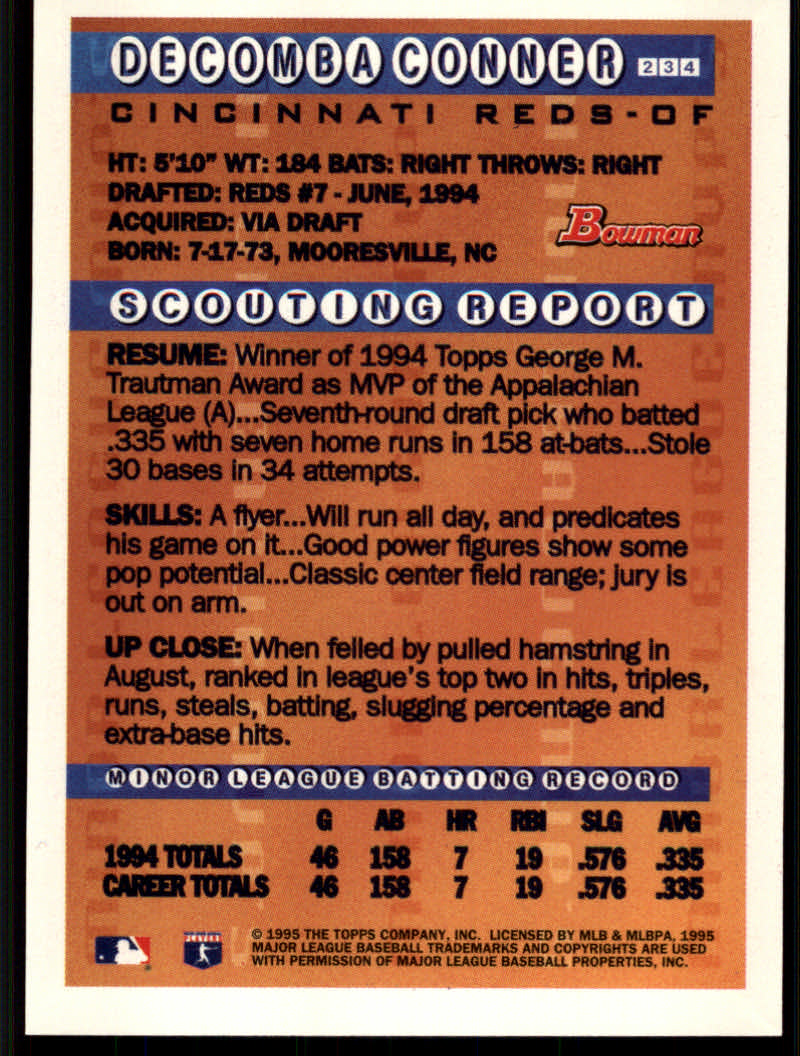 DECOMBA CONNER 234
CINCINNATI REDS-OF
HT: 5'10" WT: 184 BATS: RIGHT THROWS: RIGHT
DRAFTED: REDS #7 - JUNE, 1994
ACQUIRED: VIA DRAFT
BORN: 7-17-73, MOORESVILLE, NC
Bowman
SCOUTING REPORT
RESUME: Winner of 1994 Topps George M.
Trautman Award as MVP of the Appalachian
League (A)...Seventh-round draft pick who batted
.335 with seven home runs in 158 at-bats...Stole
30 bases in 34 attempts.
SKILLS: A flyer...Will run all day, and predicates
his game on it...Good power figures show some
pop potential...Classic center field range; jury is
out on arm.
UP CLOSE: When felled by pulled hamstring in
August, ranked in league's top two in hits, triples,
runs, steals, batting, slugging percentage and
extra-base hits.
MINOR LEAGUE BATTING RECORD
G AB HR RBI SLG AVG
1994 TOTALS 46 158 7 19 .576 .335
CAREER TOTALS 46 158 7 19 .576 .335
PLAYERS
© 1995 THE TOPPS COMPANY, INC. LICENSED BY MLB & MLBPA, 1995
MAJOR LEAGUE BASEBALL TRADEMARKS AND COPYRIGHTS ARE USED
WITH PERMISSION OF MAJOR LEAGUE BASEBALL PROPERTIES, INC.